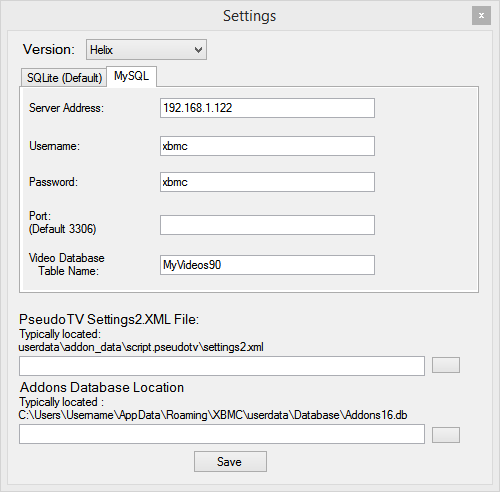 Settings
x
Version: Helix
SQLite (Default) MySQL
Server Address: 192.168.1.122
Username: xbmc
Password: xbmc
Port:
(Default 3306)
Video Database
Table Name: MyVideos90
PseudoTV Settings2.XML File:
Typically located:
userdata\addon_data\script.pseudotv\settings2.xml
Addons Database Location
Typically located :
C:\Users\Username\AppData\Roaming\XBMC\userdata\Database\Addons16.db
Save